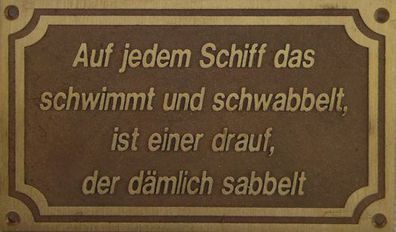 Auf jedem Schiff das
schwimmt und schwabbelt,
ist einer drauf,
der dämlich sabbelt